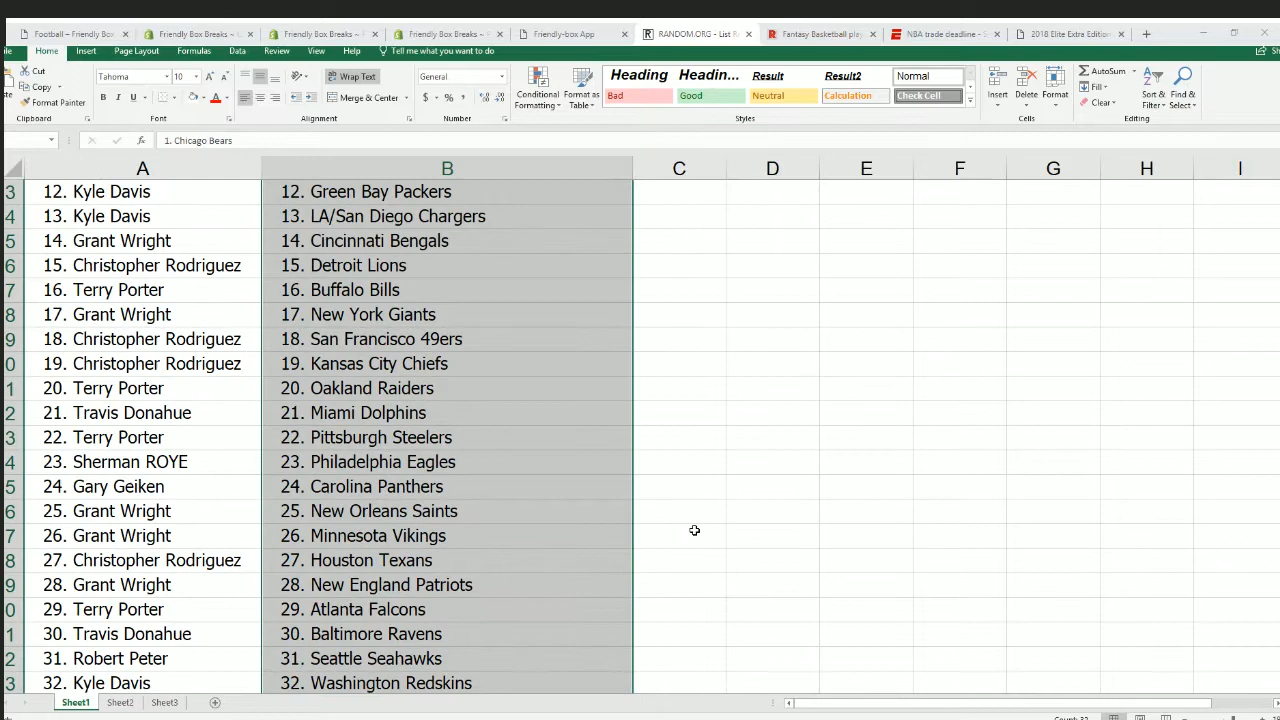 Football – Friendly Box Friendly Box Breaks ~ Friendly Box Breaks ~ Friendly Box Breaks ~ Friendly-box App RANDOM.ORG - List R Fantasy Basketball pla NBA trade deadline - 2018 Elite Extra Edition
Home Insert Page Layout Formulas Data Review View Help Tell me what you want to do
Cut
Copy
Format Painter
Clipboard
Tahoma 10
B I U
Font
Wrap Text
Merge & Center
Alignment
General
$ % ,
Number
Conditional Formatting
Format as Table
Heading Headin... Result Result2 Normal
Bad Good Neutral Calculation Check Cell
Styles
Insert Delete Format
Cells
AutoSum
Fill
Clear
Sort & Filter
Find & Select
Editing
1. Chicago Bears
A B C D E F G H I
3 12. Kyle Davis 12. Green Bay Packers
4 13. Kyle Davis 13. LA/San Diego Chargers
5 14. Grant Wright 14. Cincinnati Bengals
6 15. Christopher Rodriguez 15. Detroit Lions
7 16. Terry Porter 16. Buffalo Bills
8 17. Grant Wright 17. New York Giants
9 18. Christopher Rodriguez 18. San Francisco 49ers
0 19. Christopher Rodriguez 19. Kansas City Chiefs
1 20. Terry Porter 20. Oakland Raiders
2 21. Travis Donahue 21. Miami Dolphins
3 22. Terry Porter 22. Pittsburgh Steelers
4 23. Sherman ROYE 23. Philadelphia Eagles
5 24. Gary Geiken 24. Carolina Panthers
6 25. Grant Wright 25. New Orleans Saints
7 26. Grant Wright 26. Minnesota Vikings
8 27. Christopher Rodriguez 27. Houston Texans
9 28. Grant Wright 28. New England Patriots
0 29. Terry Porter 29. Atlanta Falcons
1 30. Travis Donahue 30. Baltimore Ravens
2 31. Robert Peter 31. Seattle Seahawks
3 32. Kyle Davis 32. Washington Redskins
Sheet1 Sheet2 Sheet3